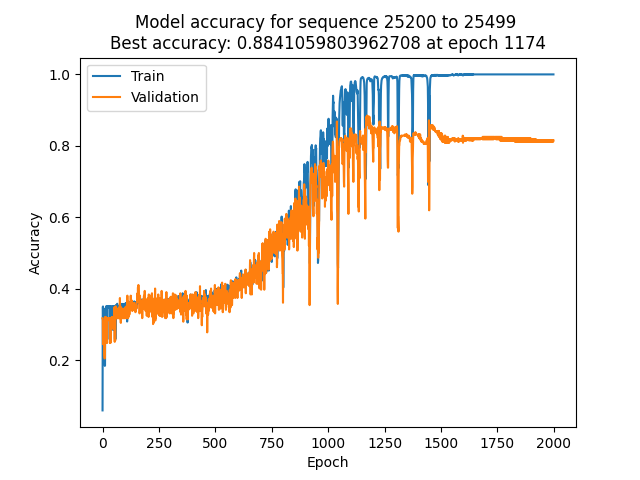 Model accuracy for sequence 25200 to 25499
Best accuracy: 0.8841059803962708 at epoch 1174
Train
Validation
1.0
0.8
0.6
0.4
0.2
Accuracy
0
250
500
750
1000
1250
1500
1750
2000
Epoch